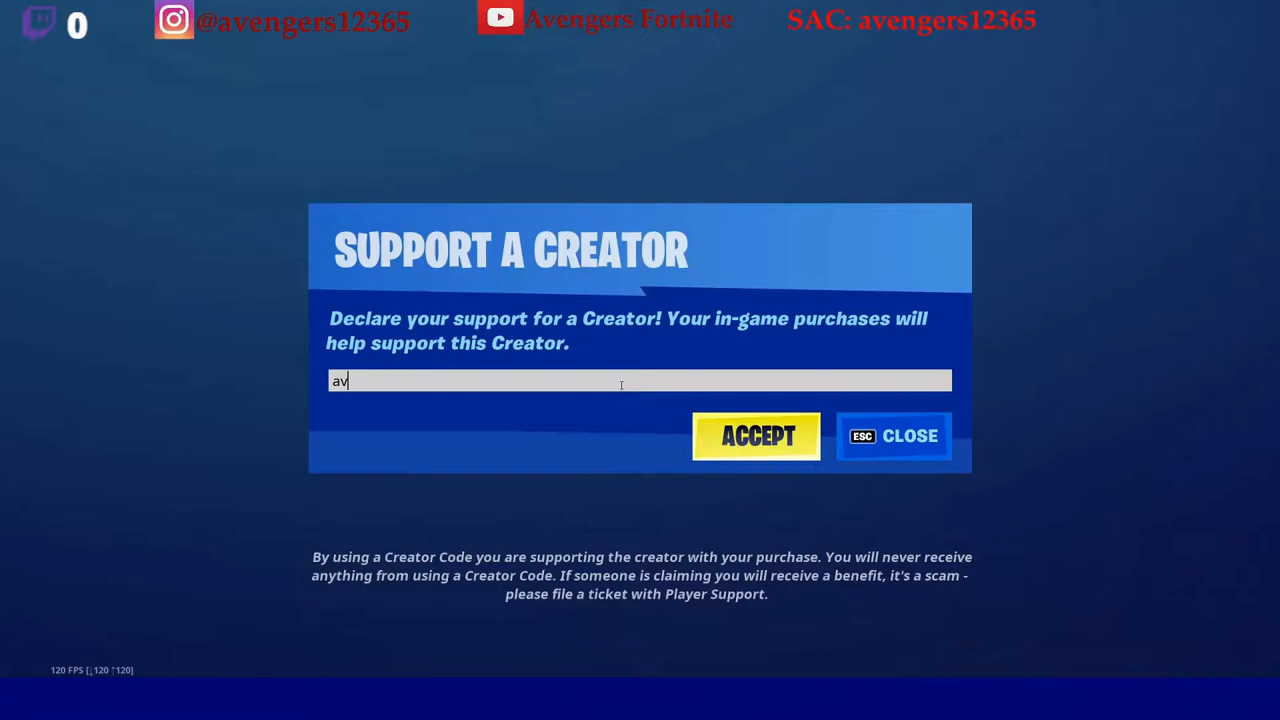 0
@avengers12365
Avengers Fortnite
SAC: avengers12365
SUPPORT A CREATOR
Declare your support for a Creator! Your in-game purchases will
help support this Creator.
av
ACCEPT
ESC CLOSE
By using a Creator Code you are supporting the creator with your purchase. You will never receive
anything from using a Creator Code. If someone is claiming you will receive a benefit, it's a scam -
please file a ticket with Player Support.
120 FPS [↓120 ↑120]